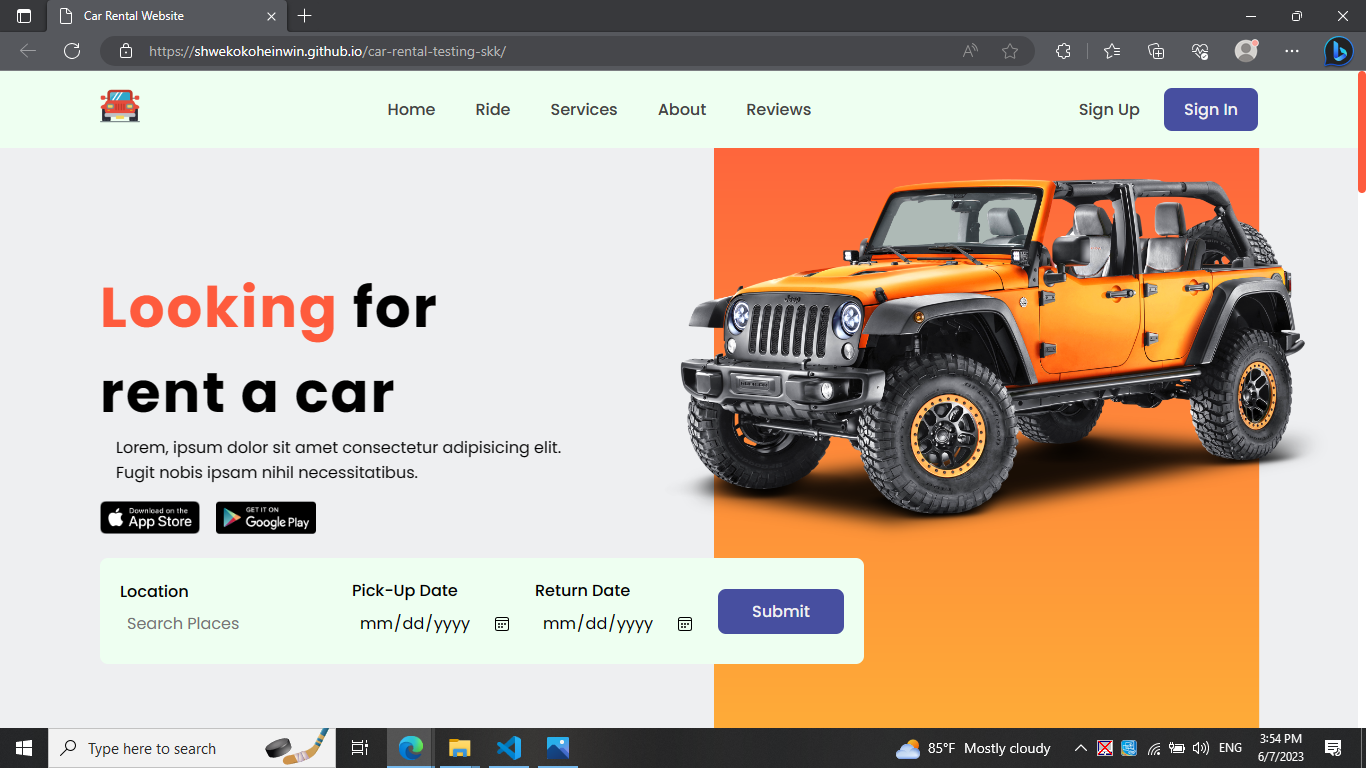 Car Rental Website
https://shwekokoheinwin.github.io/car-rental-testing-skk/
Home Ride Services About Reviews Sign Up Sign In
Looking for
rent a car
Lorem, ipsum dolor sit amet consectetur adipisicing elit.
Fugit nobis ipsam nihil necessitatibus.
Download on the
App Store
GET IT ON
Google Play
Location Pick-Up Date Return Date
Search Places mm/dd/yyyy mm/dd/yyyy
Submit
Type here to search
85°F Mostly cloudy
ENG
3:54 PM
6/7/2023